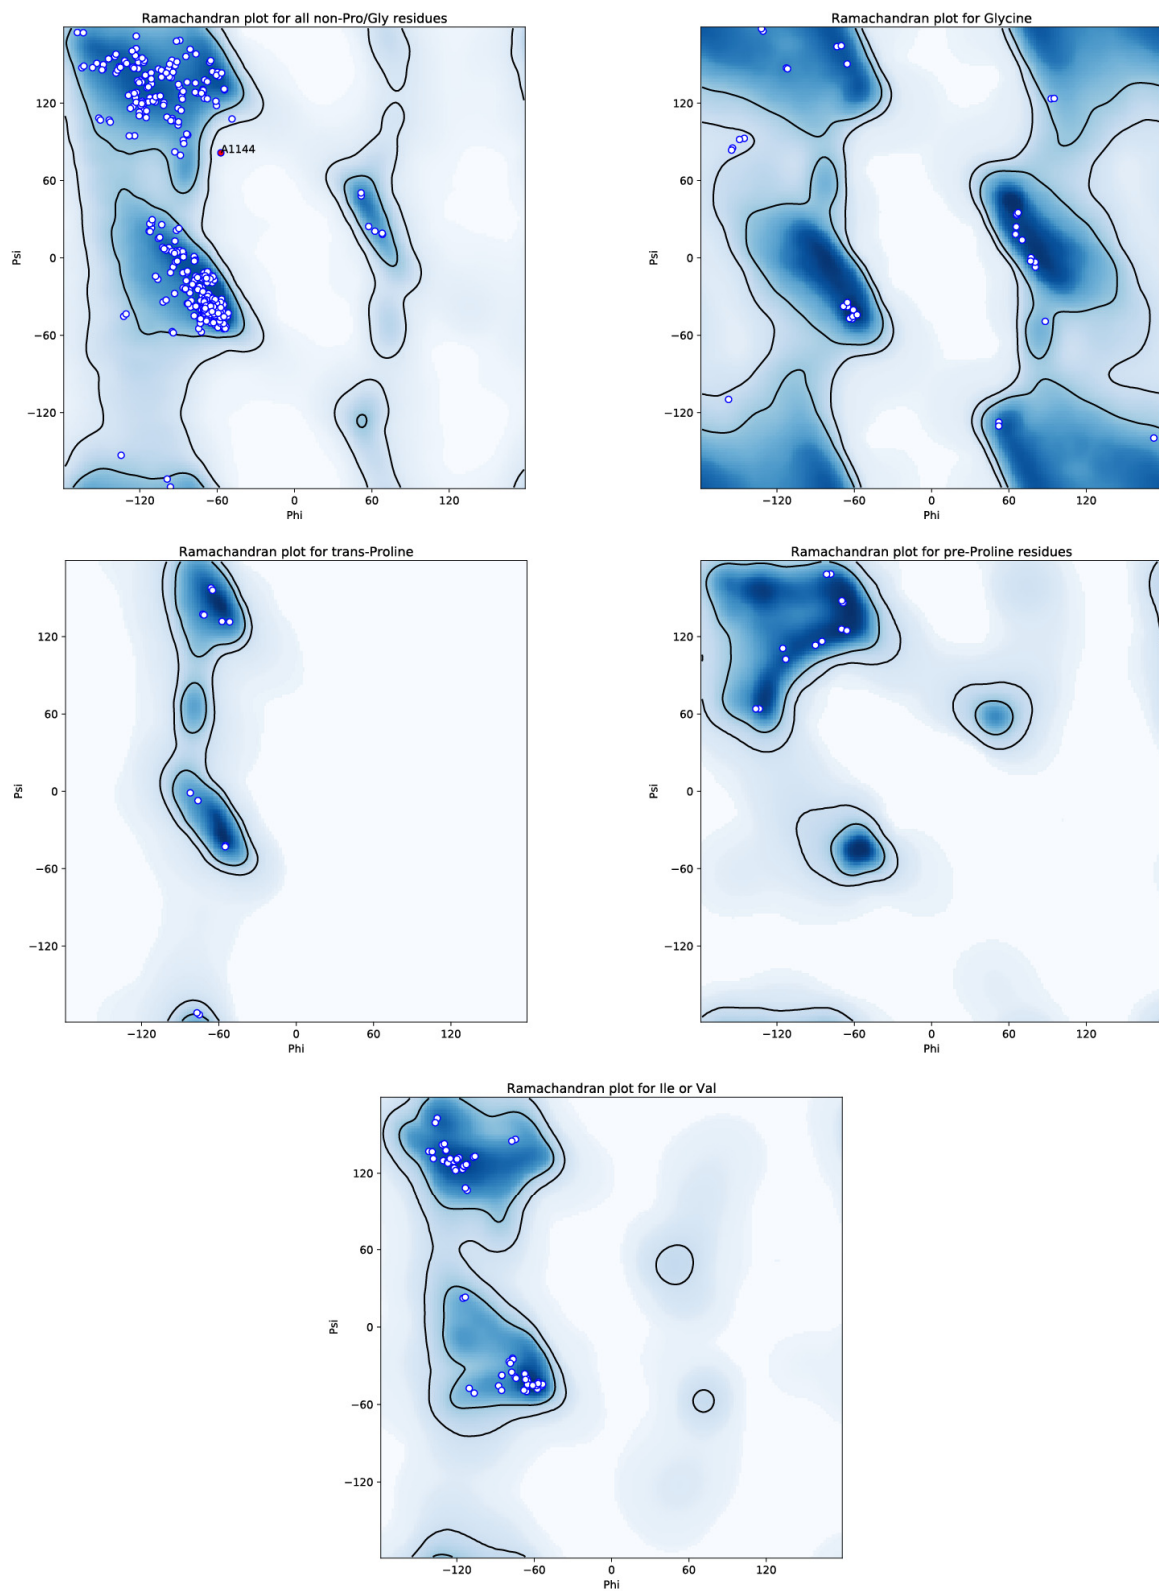 Ramachandran plot for all non-Pro/Gly residues
120
60
0
−60
−120
Psi
A1144
−120 −60 0 60 120
Phi
Ramachandran plot for Glycine
120
60
0
−60
−120
Psi
−120 −60 0 60 120
Phi
Ramachandran plot for trans-Proline
120
60
0
−60
−120
Psi
−120 −60 0 60 120
Phi
Ramachandran plot for pre-Proline residues
120
60
0
−60
−120
Psi
−120 −60 0 60 120
Phi
Ramachandran plot for Ile or Val
120
60
0
−60
−120
Psi
−120 −60 0 60 120
Phi